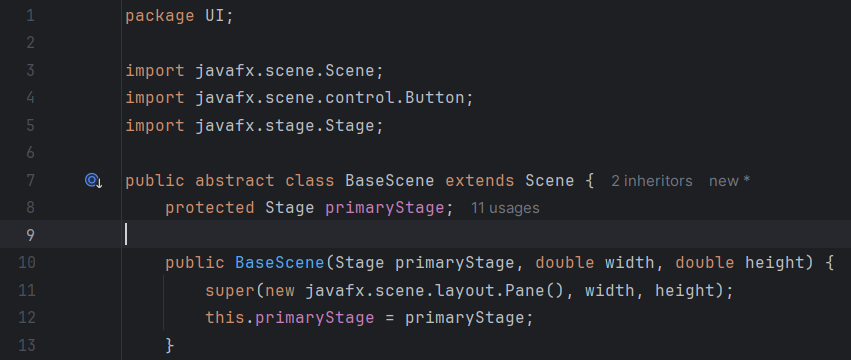 1 package UI;
2
3 import javafx.scene.Scene;
4 import javafx.scene.control.Button;
5 import javafx.stage.Stage;
6
7 public abstract class BaseScene extends Scene { 2 inheritors new *
8 protected Stage primaryStage; 11 usages
9
10 public BaseScene(Stage primaryStage, double width, double height) {
11 super(new javafx.scene.layout.Pane(), width, height);
12 this.primaryStage = primaryStage;
13 }